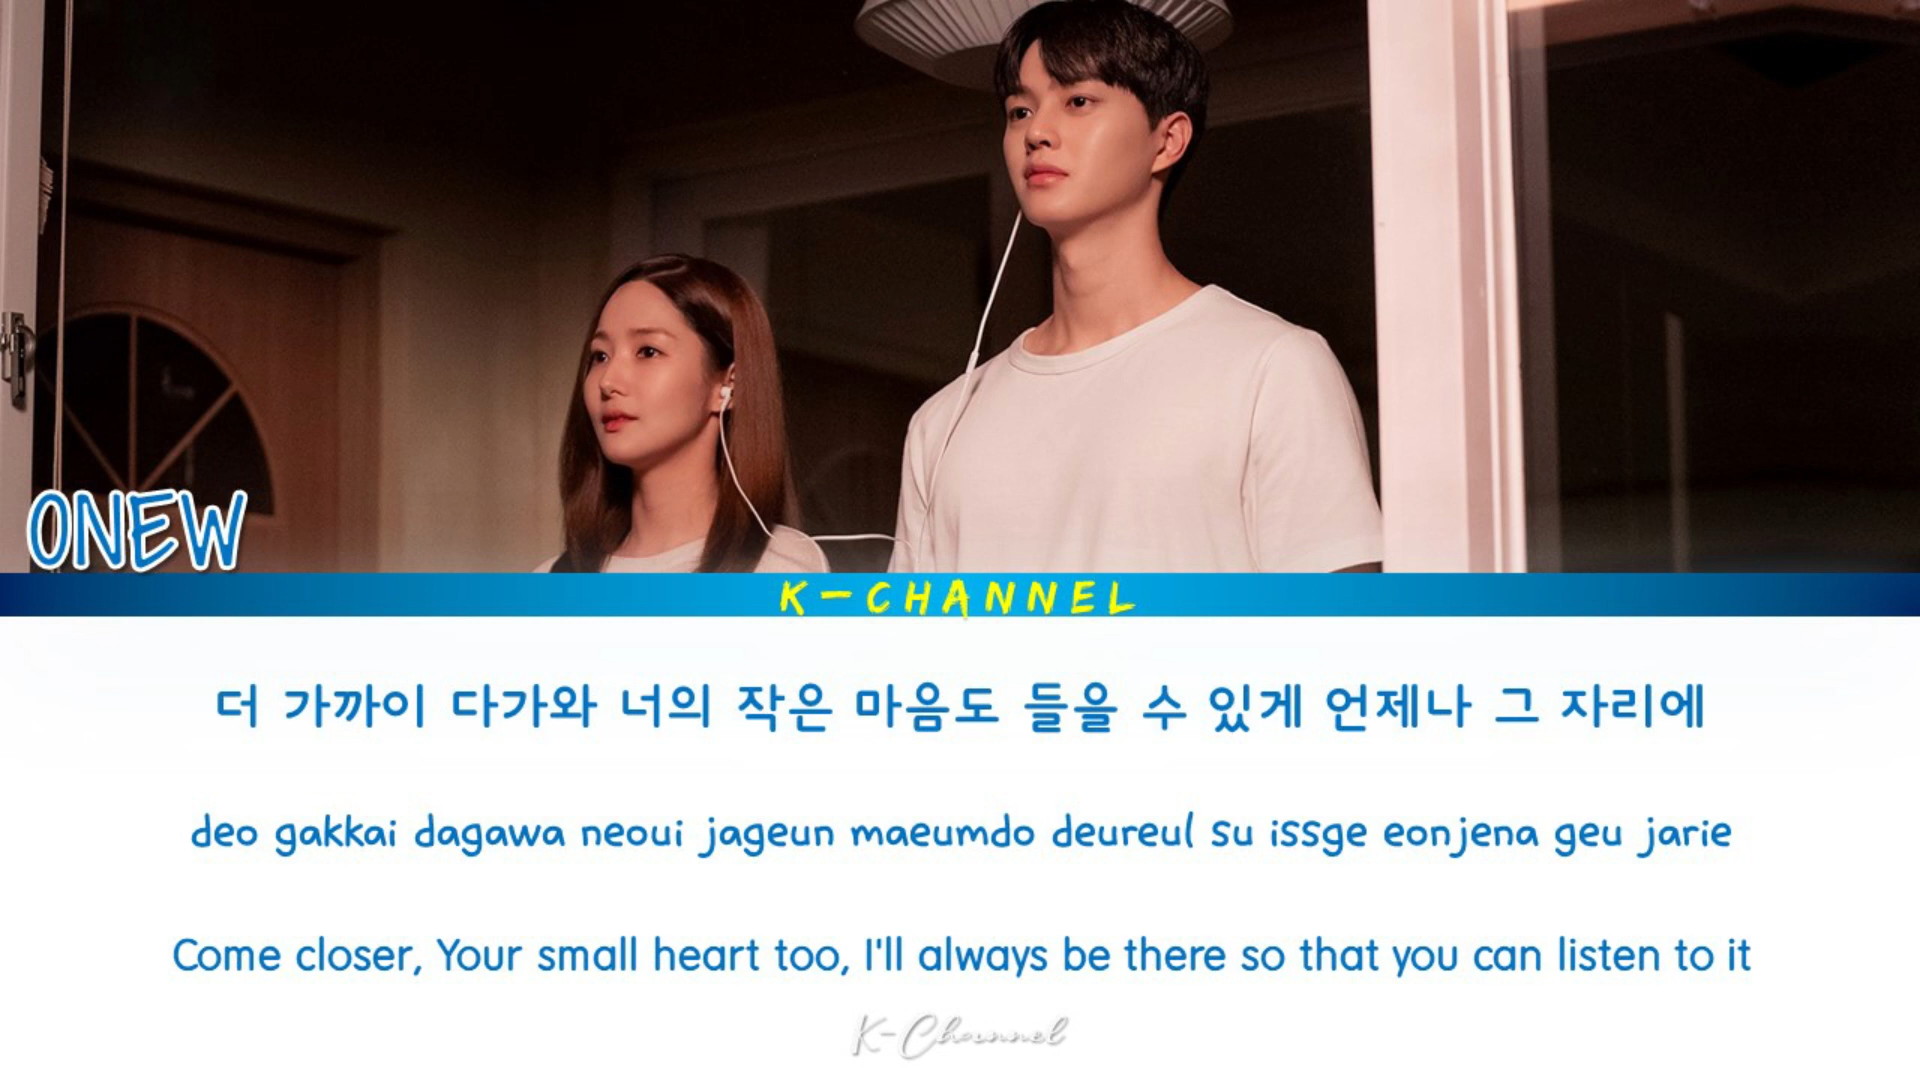 ONEW
K-CHANNEL
더 가까이 다가와 너의 작은 마음도 들을 수 있게 언제나 그 자리에
deo gakkai dagawa neoui jageun maeumdo deureul su issge eonjena geu jarie
Come closer, Your small heart too, I'll always be there so that you can listen to it
K-Channel